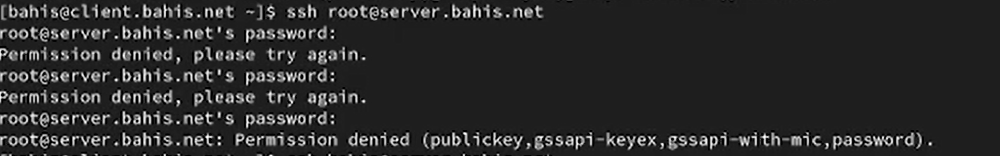 [bahis@client.bahis.net ~]$ ssh root@server.bahis.net
root@server.bahis.net's password:
Permission denied, please try again.
root@server.bahis.net's password:
Permission denied, please try again.
root@server.bahis.net's password:
root@server.bahis.net: Permission denied (publickey,gssapi-keyex,gssapi-with-mic,password).